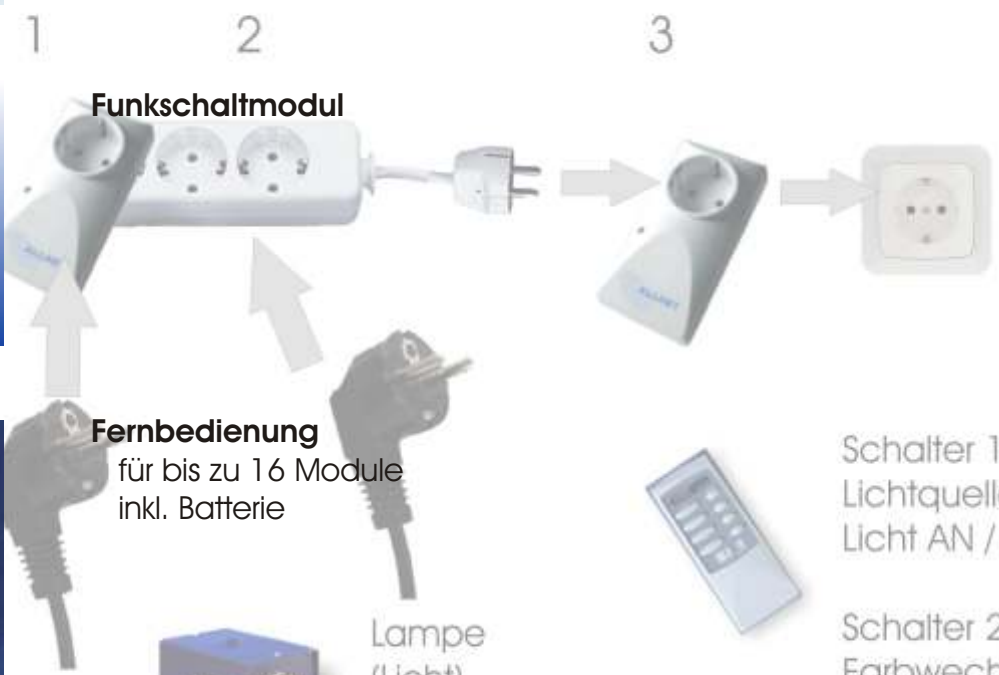 1
2
3
Funkschaltmodul
Fernbedienung
für bis zu 16 Module
inkl. Batterie
Schalter 1
Licht AN /
Schalter 2
Lampe
(Licht)